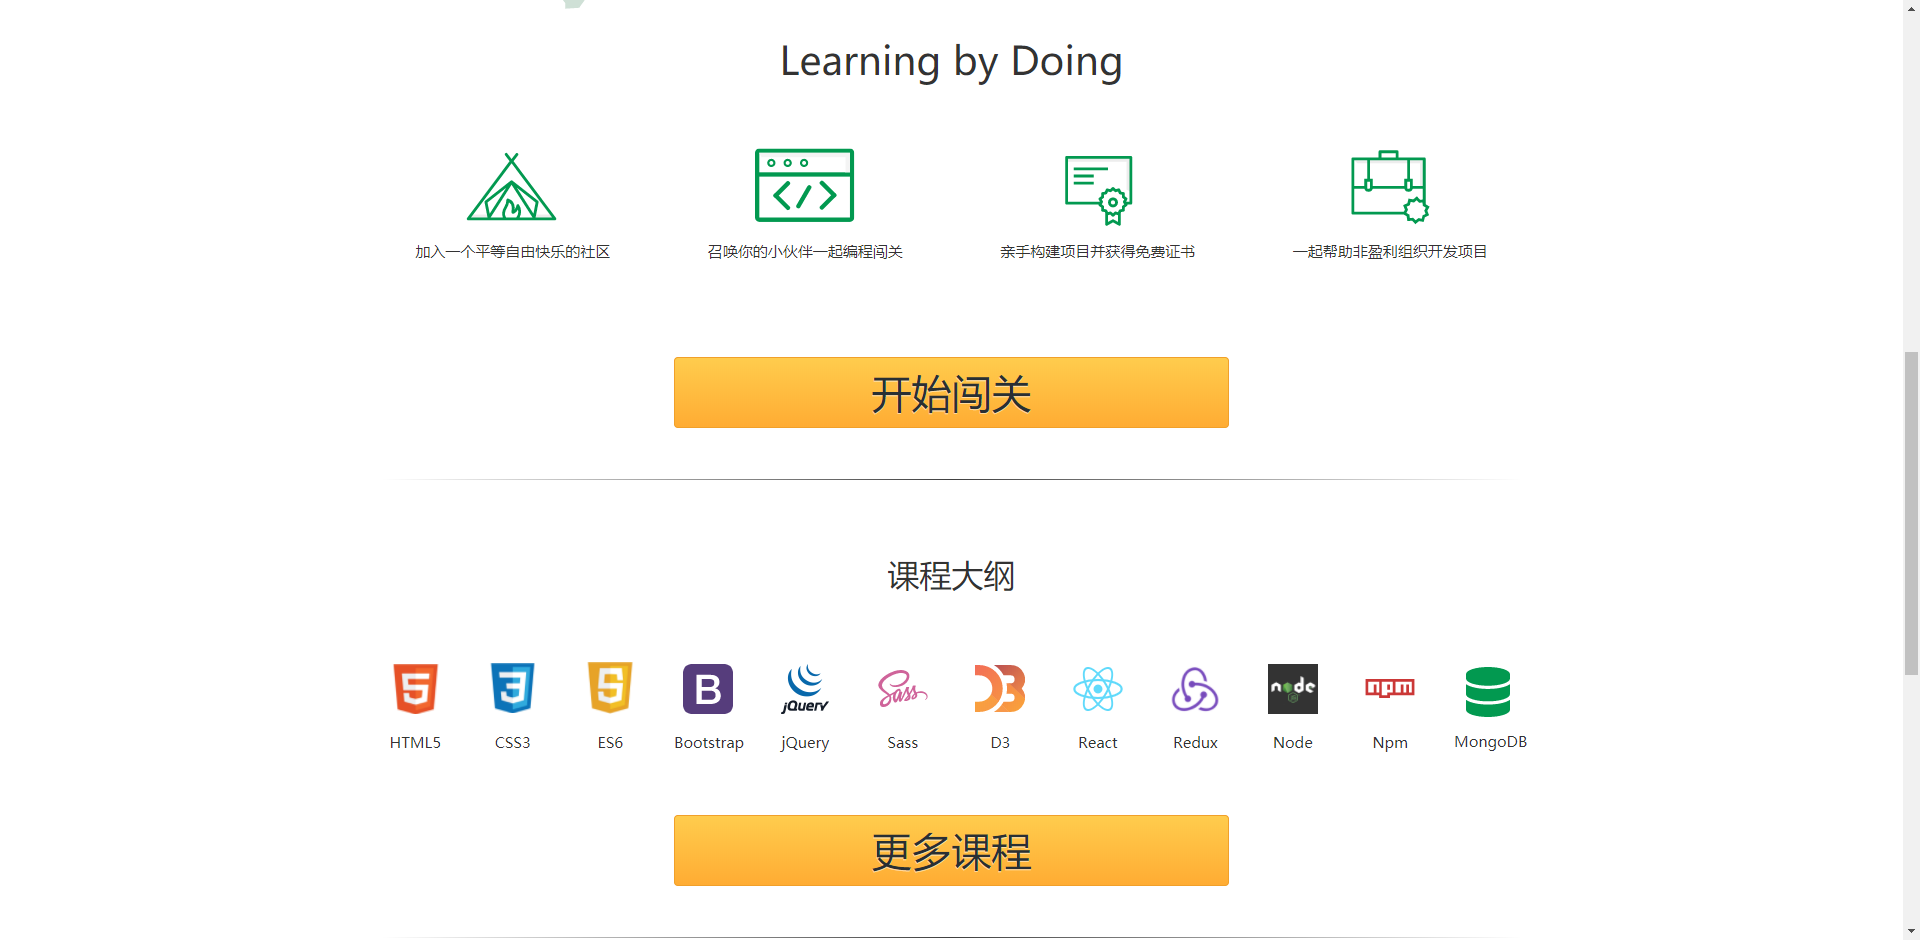 Learning by Doing
加入一个平等自由快乐的社区
召唤你的小伙伴一起编程闯关
亲手构建项目并获得免费证书
一起帮助非盈利组织开发项目
开始闯关
课程大纲
HTML5 CSS3 ES6 Bootstrap jQuery Sass D3 React Redux Node Npm MongoDB
更多课程